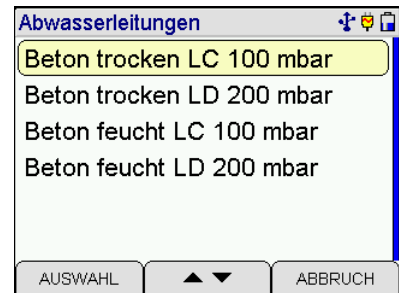 Abwasserleitungen
Beton trocken LC 100 mbar
Beton trocken LD 200 mbar
Beton feucht LC 100 mbar
Beton feucht LD 200 mbar
AUSWAHL ABBRUCH